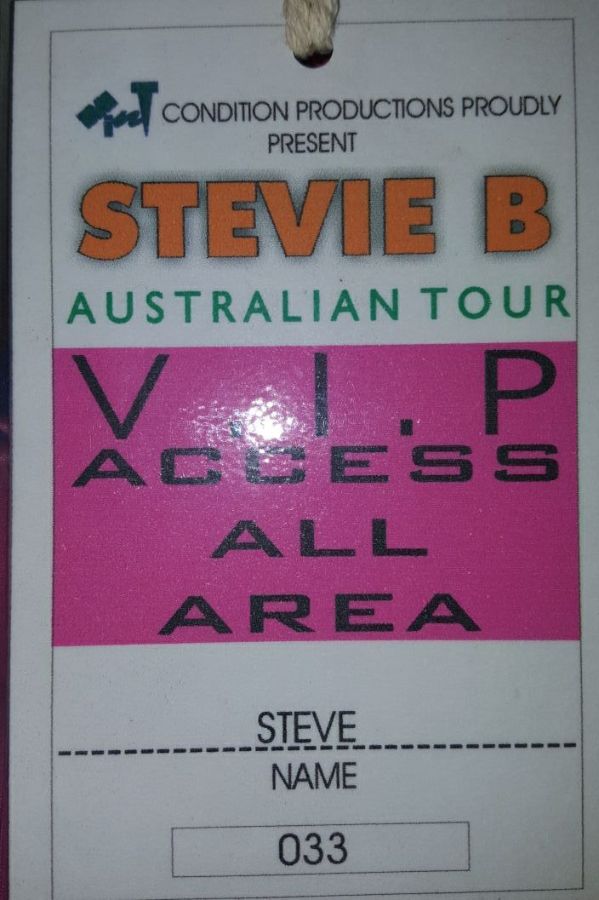 CONDITION PRODUCTIONS PROUDLY
PRESENT
STEVIE B
AUSTRALIAN TOUR
V.I.P
ACCESS
ALL
AREA
STEVE
NAME
033